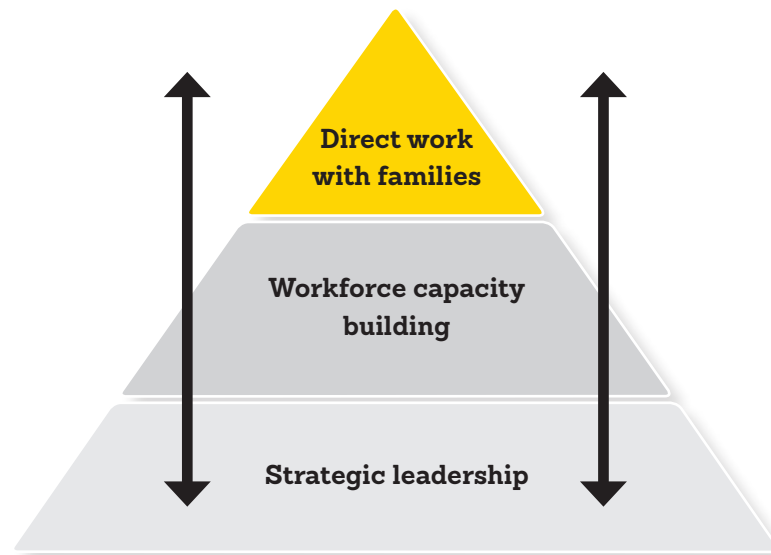 Direct work
with families
Workforce capacity
building
Strategic leadership